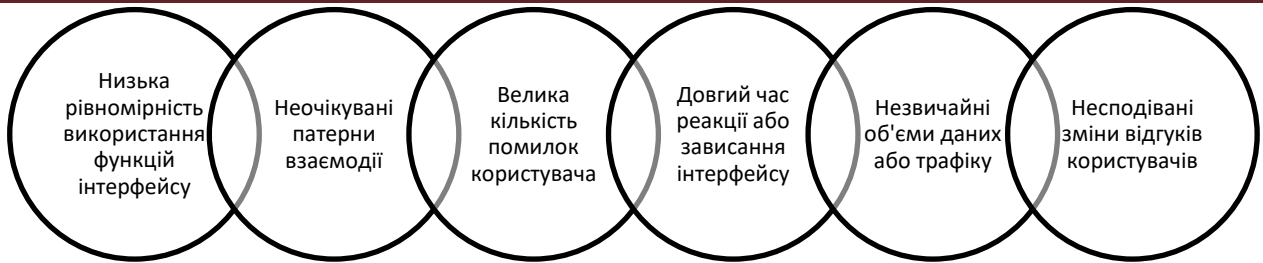 Низька
рівномірність
використання
функцій
інтерфейсу
Неочікувані
патерни
взаємодії
Велика
кількість
помилок
користувача
Довгий час
реакції або
зависання
інтерфейсу
Незвичайні
об'єми даних
або трафіку
Несподівані
зміни відгуків
користувачів